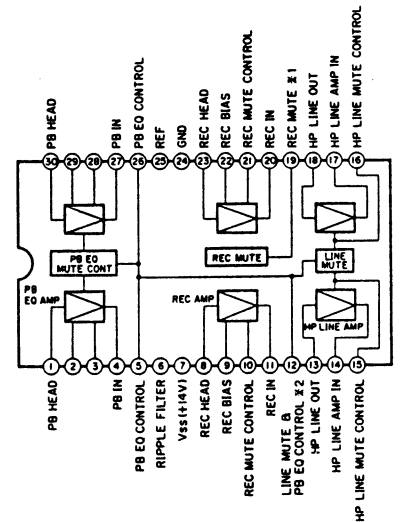 PB HEAD
PB IN
PB EQ CONTROL
REF
GND
REC HEAD
REC BIAS
REC MUTE CONTROL
REC IN
REC MUTE ※1
HP LINE OUT
HP LINE AMP IN
HP LINE MUTE CONTROL
30 29 28 27 26 25 24 23 22 21 20 19 18 17 16
PB EQ
MUTE CONT
REC MUTE
LINE
MUTE
PB
EQ AMP
REC AMP
HP LINE AMP
1 2 3 4 5 6 7 8 9 10 11 12 13 14 15
PB HEAD
PB IN
PB EQ CONTROL
RIPPLE FILTER
Vss(+14V)
REC HEAD
REC BIAS
REC MUTE CONTROL
REC IN
LINE MUTE &
PB EQ CONTROL ※2
HP LINE OUT
HP LINE AMP IN
HP LINE MUTE CONTROL